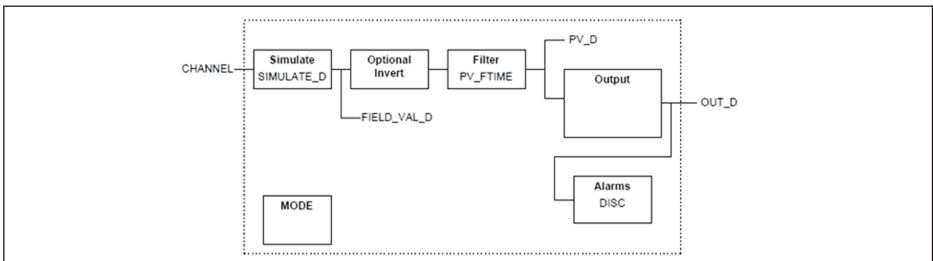 PV_D
Simulate
SIMULATE_D
Optional
Invert
Filter
PV_FTIME
CHANNEL
Output
OUT_D
FIELD_VAL_D
Alarms
DISC
MODE